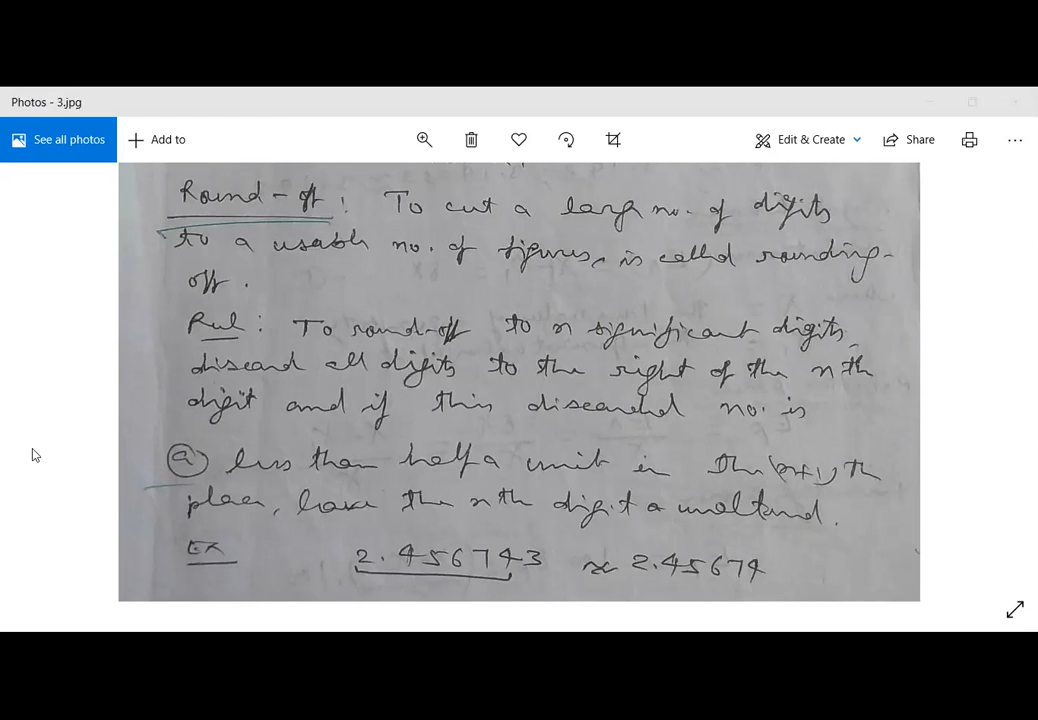 Photos - 3.jpg
See all photos
Add to
Edit & Create
Share
Round-off : To cut a large no. of digits
to a usable no. of figures, is called rounding-
off.
Rule : To round-off to n significant digits,
discard all digits to the right of the nth
digit and if this discarded no. is
(a) less than half a unit in the (n+1)th
place, leave the nth digit unaltered.
Ex 2.4567443 ≈ 2.45674